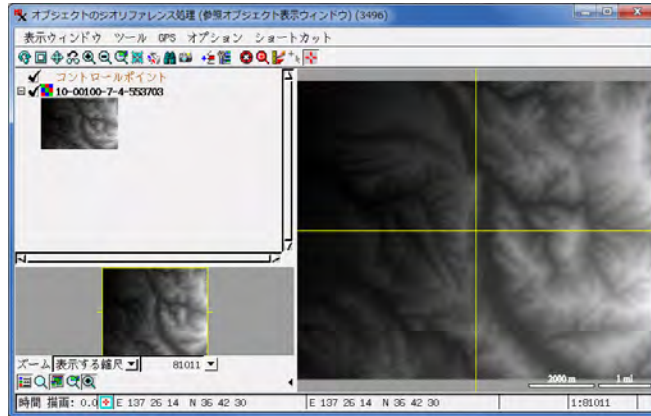 オブジェクトのジオリファレンス処理 (参照オブジェクト表示ウィンドウ) (3496)
表示ウィンドウ ツール GPS オプション ショートカット
コントロールポイント
10-00100-7-4-553703
ズーム 表示する縮尺 81011
2000 m 1 mi
時間 描画: 0.0 E 137 26 14 N 36 42 30 E 137 26 14 N 36 42 30 1:81011